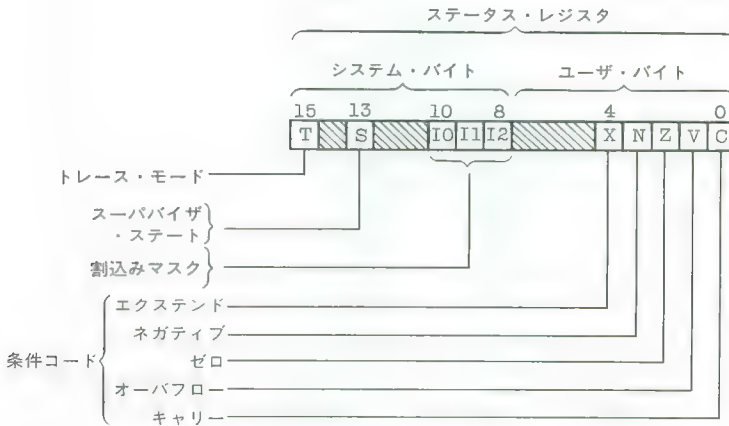 ステータス・レジスタ
システム・バイト
ユーザ・バイト
15 13 10 8 4 0
T S I0 I1 I2 X N Z V C
トレース・モード
スーパバイザ
・ステート
割込みマスク
条件コード
エクステンド
ネガティブ
ゼロ
オーバフロー
キャリー